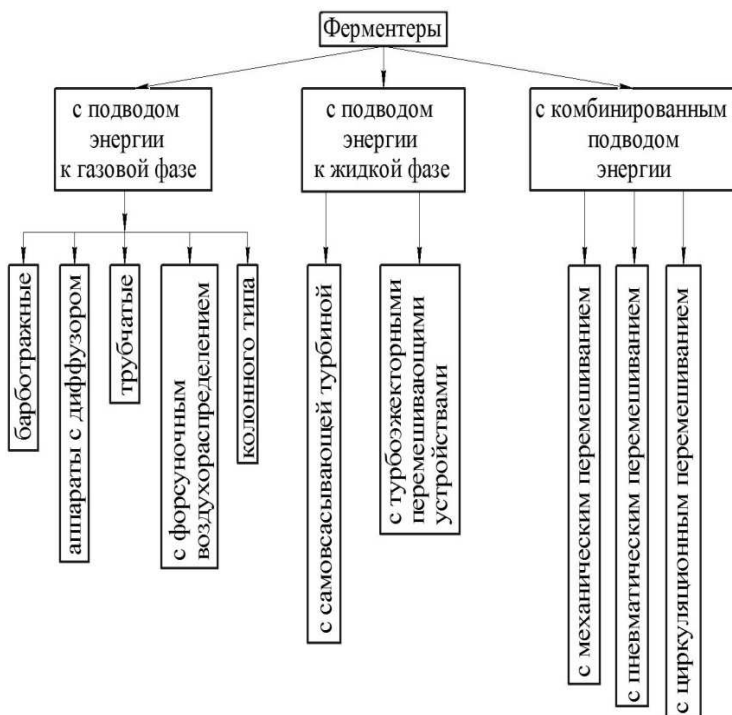 Ферментеры
с подводом
энергии
к газовой фазе
с подводом
энергии
к жидкой фазе
с комбинированным
подводом
энергии
барботражные
аппараты с диффузором
трубчатые
с форсуночным
воздухораспределением
колонного типа
с самовсасывающей турбиной
с турбоэжекторными
перемешивающими
устройствами
с механическим перемешиванием
с пневматическим перемешиванием
с циркуляционным перемешиванием